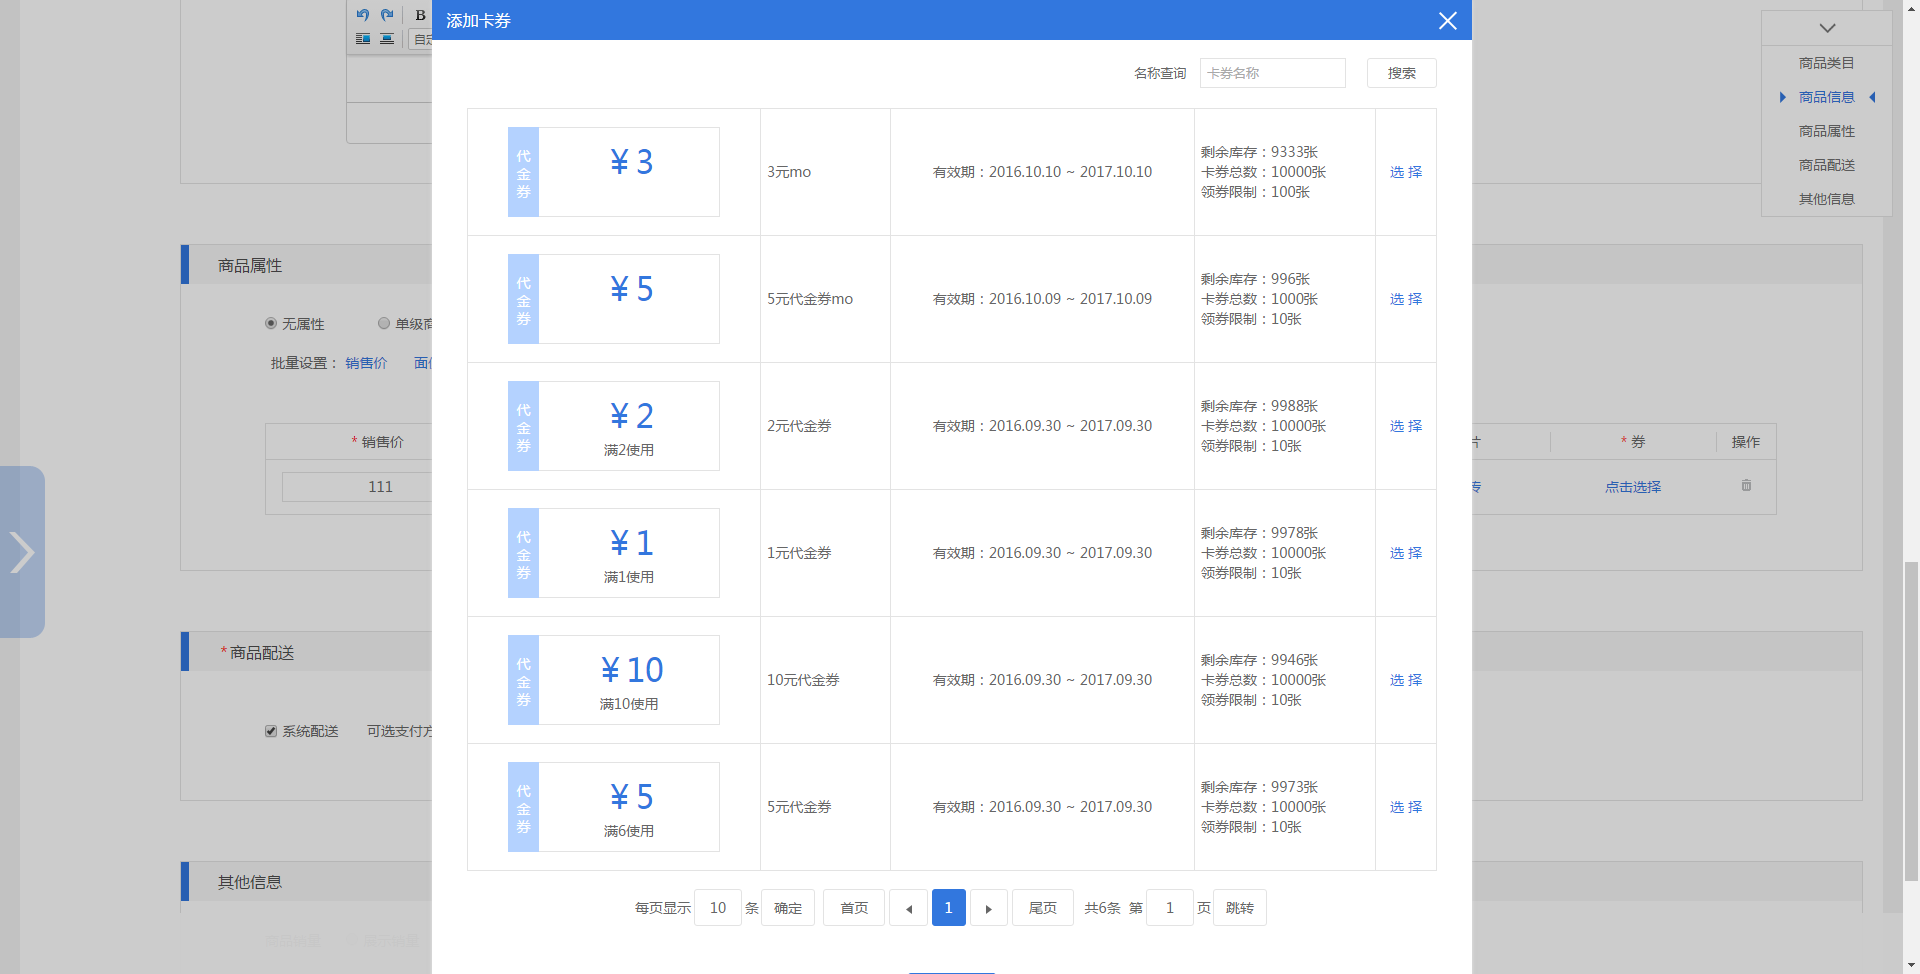 B
自定
添加卡券
名称查询 卡券名称 搜索
代金券
¥ 3
3元mo
有效期：2016.10.10 ~ 2017.10.10
剩余库存：9333张
卡券总数：10000张
领券限制：100张
选 择
代金券
¥ 5
5元代金券mo
有效期：2016.10.09 ~ 2017.10.09
剩余库存：996张
卡券总数：1000张
领券限制：10张
选 择
代金券
¥ 2
满2使用
2元代金券
有效期：2016.09.30 ~ 2017.09.30
剩余库存：9988张
卡券总数：10000张
领券限制：10张
选 择
代金券
¥ 1
满1使用
1元代金券
有效期：2016.09.30 ~ 2017.09.30
剩余库存：9978张
卡券总数：10000张
领券限制：10张
选 择
代金券
¥ 10
满10使用
10元代金券
有效期：2016.09.30 ~ 2017.09.30
剩余库存：9946张
卡券总数：10000张
领券限制：10张
选 择
代金券
¥ 5
满6使用
5元代金券
有效期：2016.09.30 ~ 2017.09.30
剩余库存：9973张
卡券总数：10000张
领券限制：10张
选 择
每页显示 10 条 确定 首页 1 尾页 共6条 第 1 页 跳转
商品类目
商品信息
商品属性
商品配送
其他信息
商品属性
无属性 单级商
批量设置： 销售价
* 销售价
片 * 券 操作
111
传 点击选择
* 商品配送
系统配送 可选支付方
其他信息